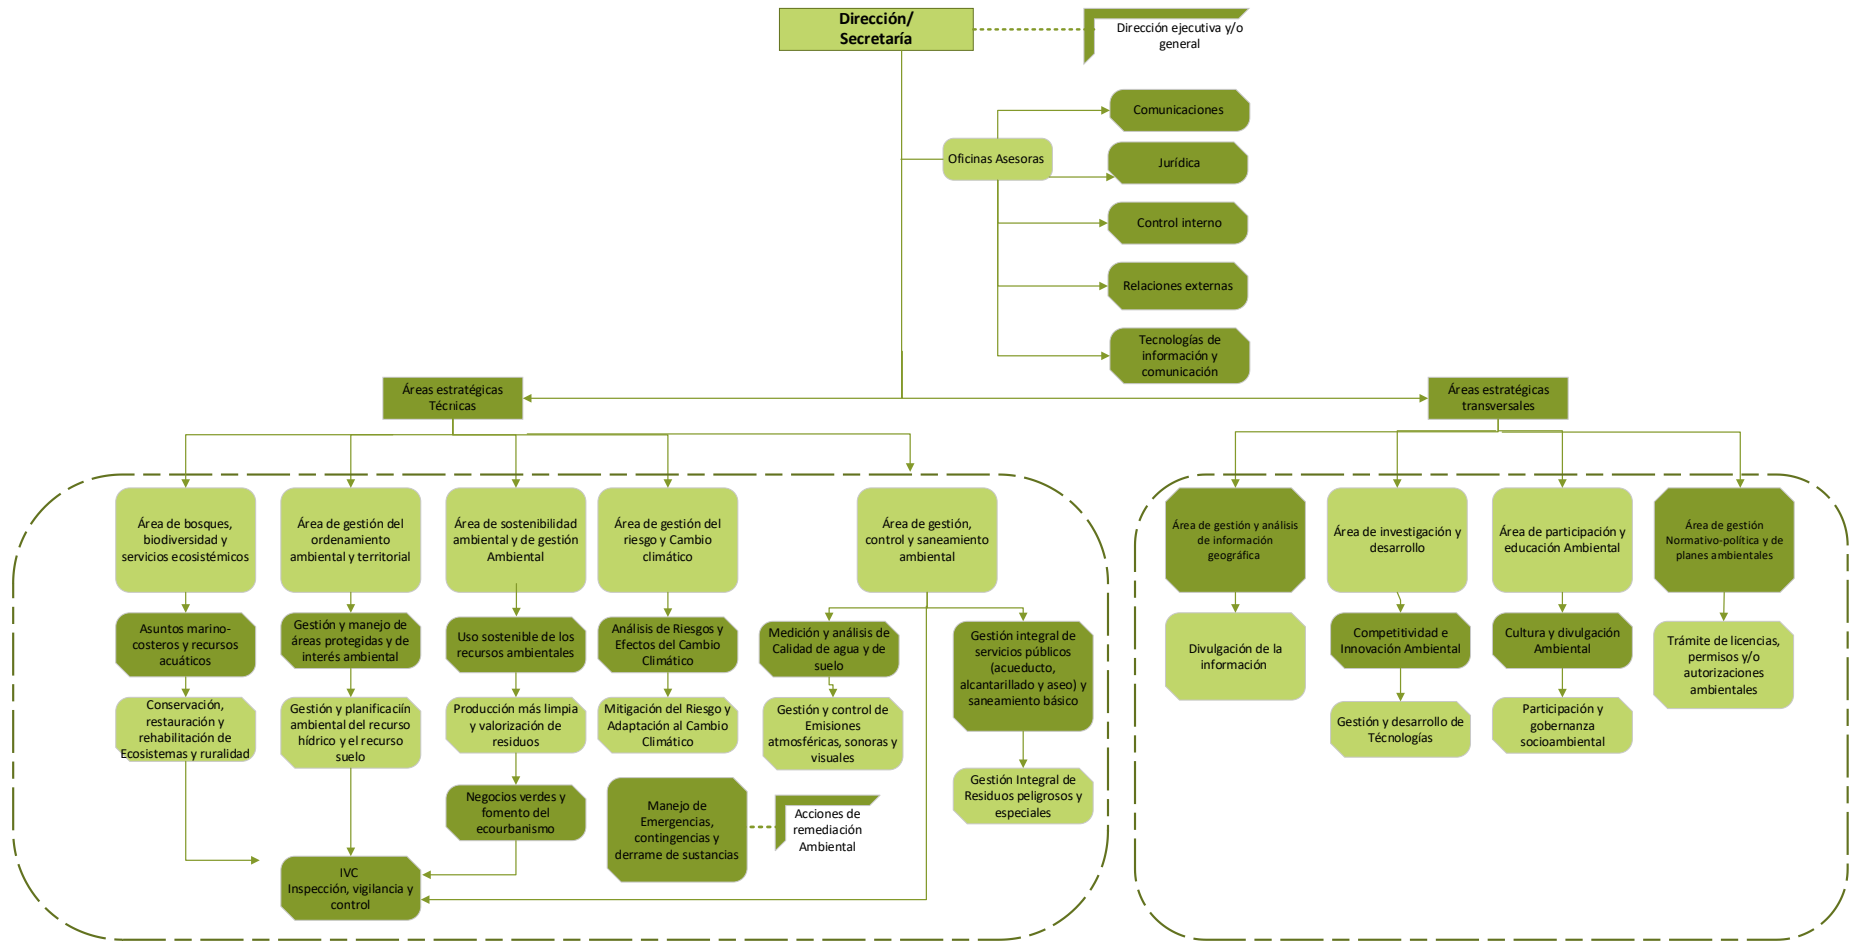 Dirección/
Secretaría
Dirección ejecutiva y/o
general
Comunicaciones
Oficinas Asesoras
Jurídica
Control interno
Relaciones externas
Tecnologías de
información y
comunicación
Áreas estratégicas
Técnicas
Áreas estratégicas
transversales
Área de bosques,
biodiversidad y
servicios ecosistémicos
Área de gestión del
ordenamiento
ambiental y territorial
Área de sostenibilidad
ambiental y de gestión
Ambiental
Área de gestión del
riesgo y Cambio
climático
Área de gestión,
control y saneamiento
ambiental
Área de gestión y análisis
de información
geográfica
Área de investigación y
desarrollo
Área de participación y
educación Ambiental
Área de gestión
Normativo-política y de
planes ambientales
Asuntos marino-
costeros y recursos
acuáticos
Gestión y manejo de
áreas protegidas y de
interés ambiental
Uso sostenible de los
recursos ambientales
Análisis de Riesgos y
Efectos del Cambio
Climático
Medición y análisis de
Calidad de agua y de
suelo
Gestión integral de
servicios públicos
(acueducto,
alcantarillado y aseo) y
saneamiento básico
Divulgación de la
información
Competitividad e
Innovación Ambiental
Cultura y divulgación
Ambiental
Trámite de licencias,
permisos y/o
autorizaciones
ambientales
Conservación,
restauración y
rehabilitación de
Ecosistemas y ruralidad
Gestión y planificaciín
ambiental del recurso
hídrico y el recurso
suelo
Producción más limpia
y valorización de
residuos
Mitigación del Riesgo y
Adaptación al Cambio
Climático
Gestión y control de
Emisiones
atmosféricas, sonoras y
visuales
Gestión y desarrollo de
Técnologías
Participación y
gobernanza
socioambiental
Negocios verdes y
fomento del
ecourbanismo
Manejo de
Emergencias,
contingencias y
derrame de sustancias
Acciones de
remediación
Ambiental
Gestión Integral de
Residuos peligrosos y
especiales
IVC
Inspección, vigilancia y
control